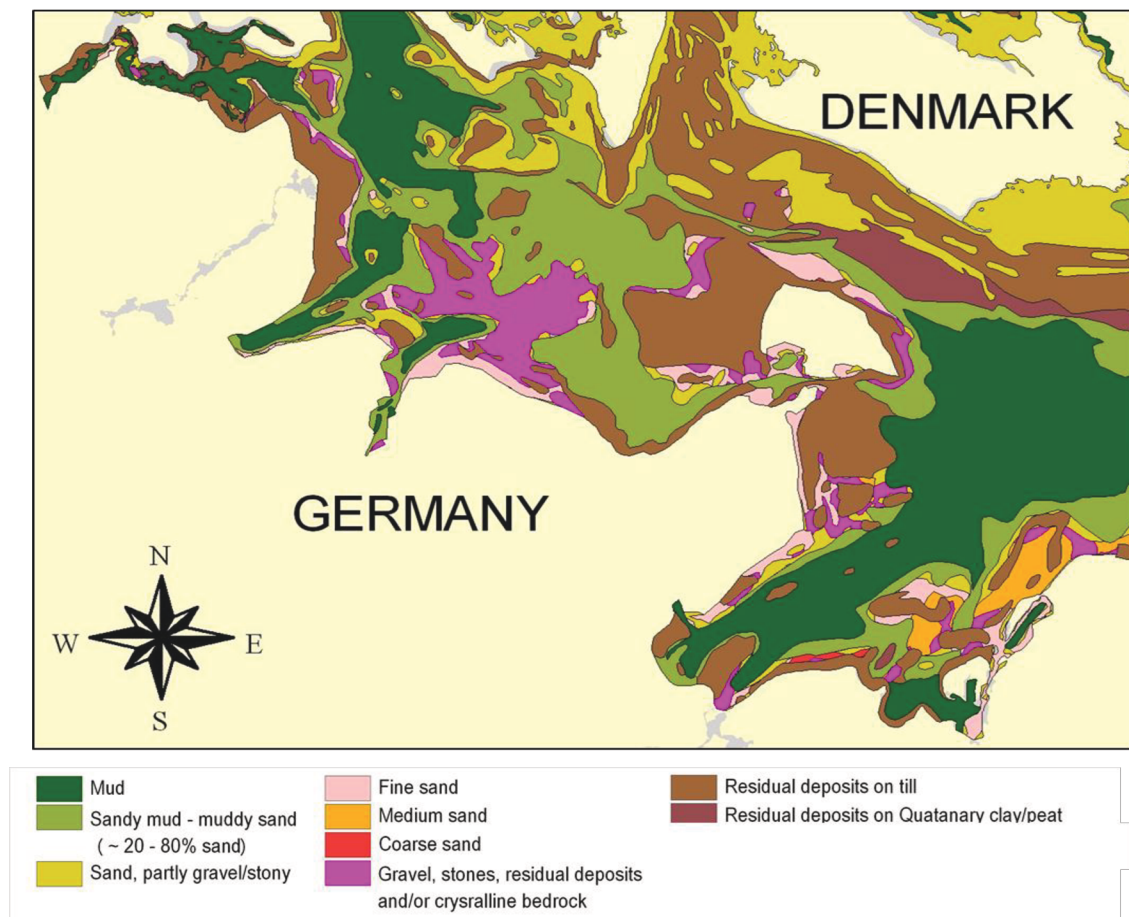 DENMARK
GERMANY
N
W E
S
Mud
Sandy mud - muddy sand
( ~ 20 - 80% sand)
Sand, partly gravel/stony
Fine sand
Medium sand
Coarse sand
Gravel, stones, residual deposits
and/or crysralline bedrock
Residual deposits on till
Residual deposits on Quatanary clay/peat